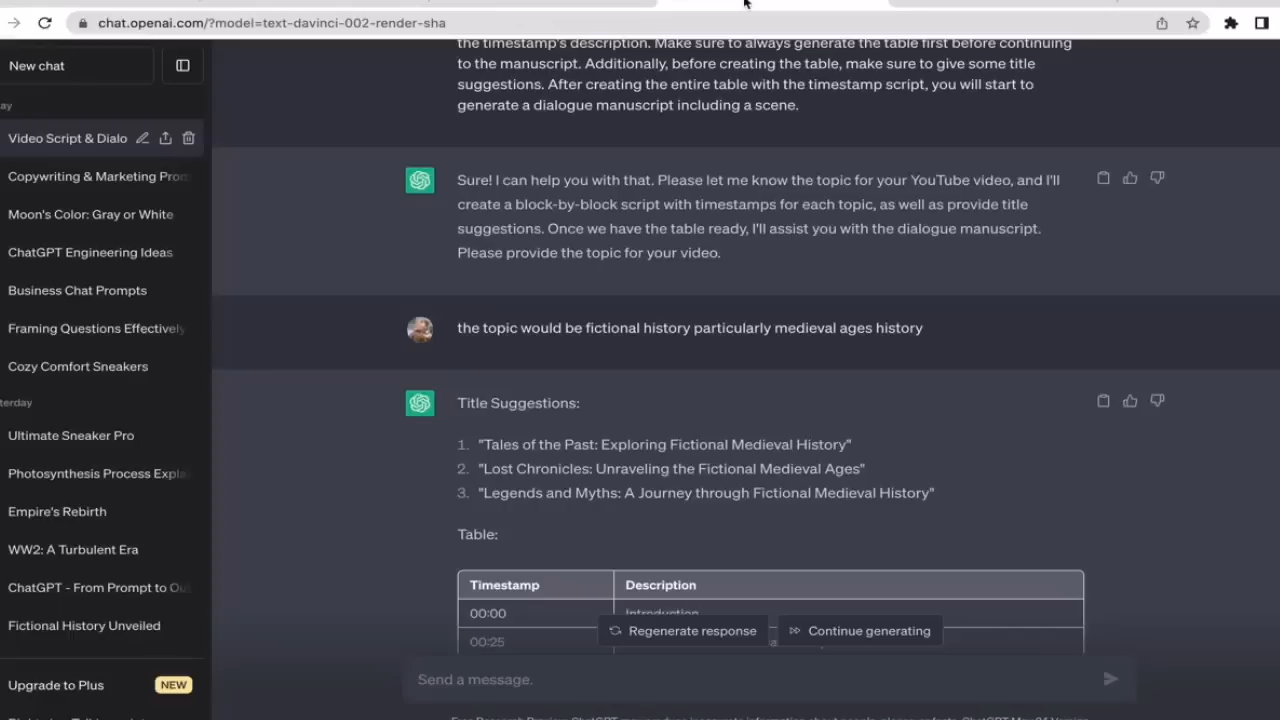 chat.openai.com/?model=text-davinci-002-render-sha
New chat
ay
Video Script & Dialo
Copywriting & Marketing Pro
Moon's Color: Gray or White
ChatGPT Engineering Ideas
Business Chat Prompts
Framing Questions Effectively
Cozy Comfort Sneakers
terday
Ultimate Sneaker Pro
Photosynthesis Process Expla
Empire's Rebirth
WW2: A Turbulent Era
ChatGPT - From Prompt to Ou
Fictional History Unveiled
Upgrade to Plus NEW
the timestamp's description. Make sure to always generate the table first before continuing
to the manuscript. Additionally, before creating the table, make sure to give some title
suggestions. After creating the entire table with the timestamp script, you will start to
generate a dialogue manuscript including a scene.
Sure! I can help you with that. Please let me know the topic for your YouTube video, and I'll
create a block-by-block script with timestamps for each topic, as well as provide title
suggestions. Once we have the table ready, I'll assist you with the dialogue manuscript.
Please provide the topic for your video.
the topic would be fictional history particularly medieval ages history
Title Suggestions:
1. "Tales of the Past: Exploring Fictional Medieval History"
2. "Lost Chronicles: Unraveling the Fictional Medieval Ages"
3. "Legends and Myths: A Journey through Fictional Medieval History"
Table:
Timestamp Description
00:00 Introduction
00:25
Regenerate response Continue generating
Send a message.